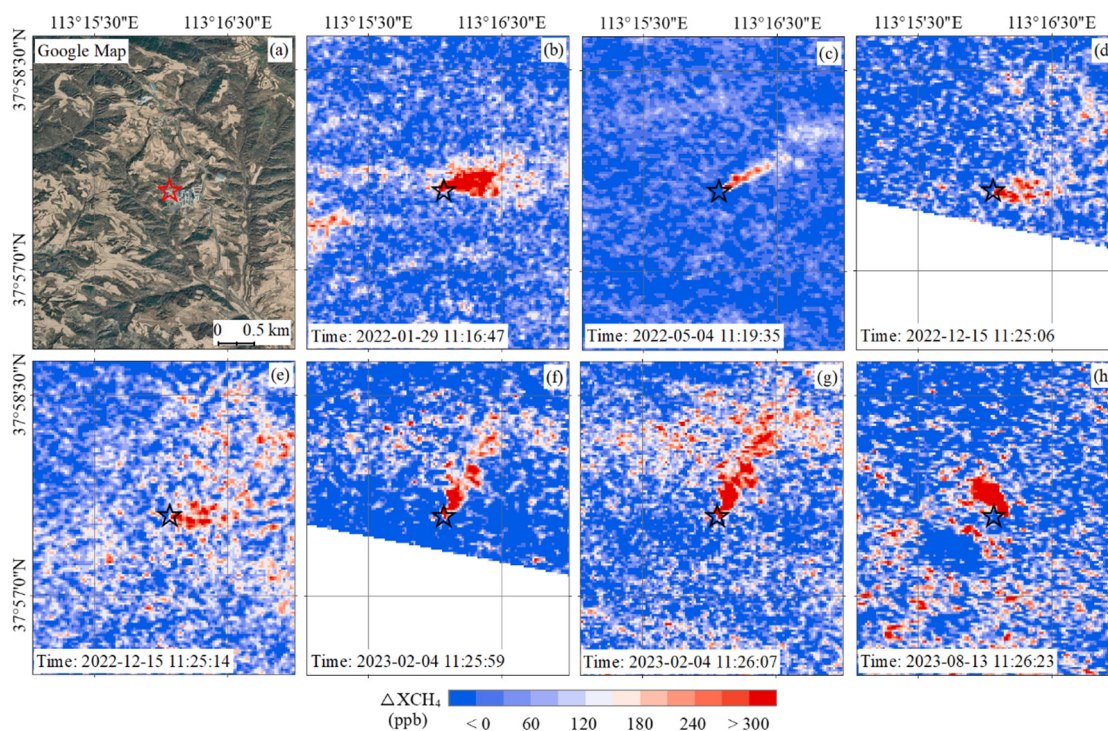 113°15'30"E 113°16'30"E 113°15'30"E 113°16'30"E
113°15'30"E 113°16'30"E 113°15'30"E 113°16'30"E
37°58'30"N
37°57'0"N
Google Map (a)
0 0.5 km
(b)
Time: 2022-01-29 11:16:47
(c)
Time: 2022-05-04 11:19:35
(d)
Time: 2022-12-15 11:25:06
37°58'30"N
37°57'0"N
(e)
Time: 2022-12-15 11:25:14
(f)
Time: 2023-02-04 11:25:59
(g)
Time: 2023-02-04 11:26:07
(h)
Time: 2023-08-13 11:26:23
△XCH₄
(ppb)
< 0 60 120 180 240 > 300